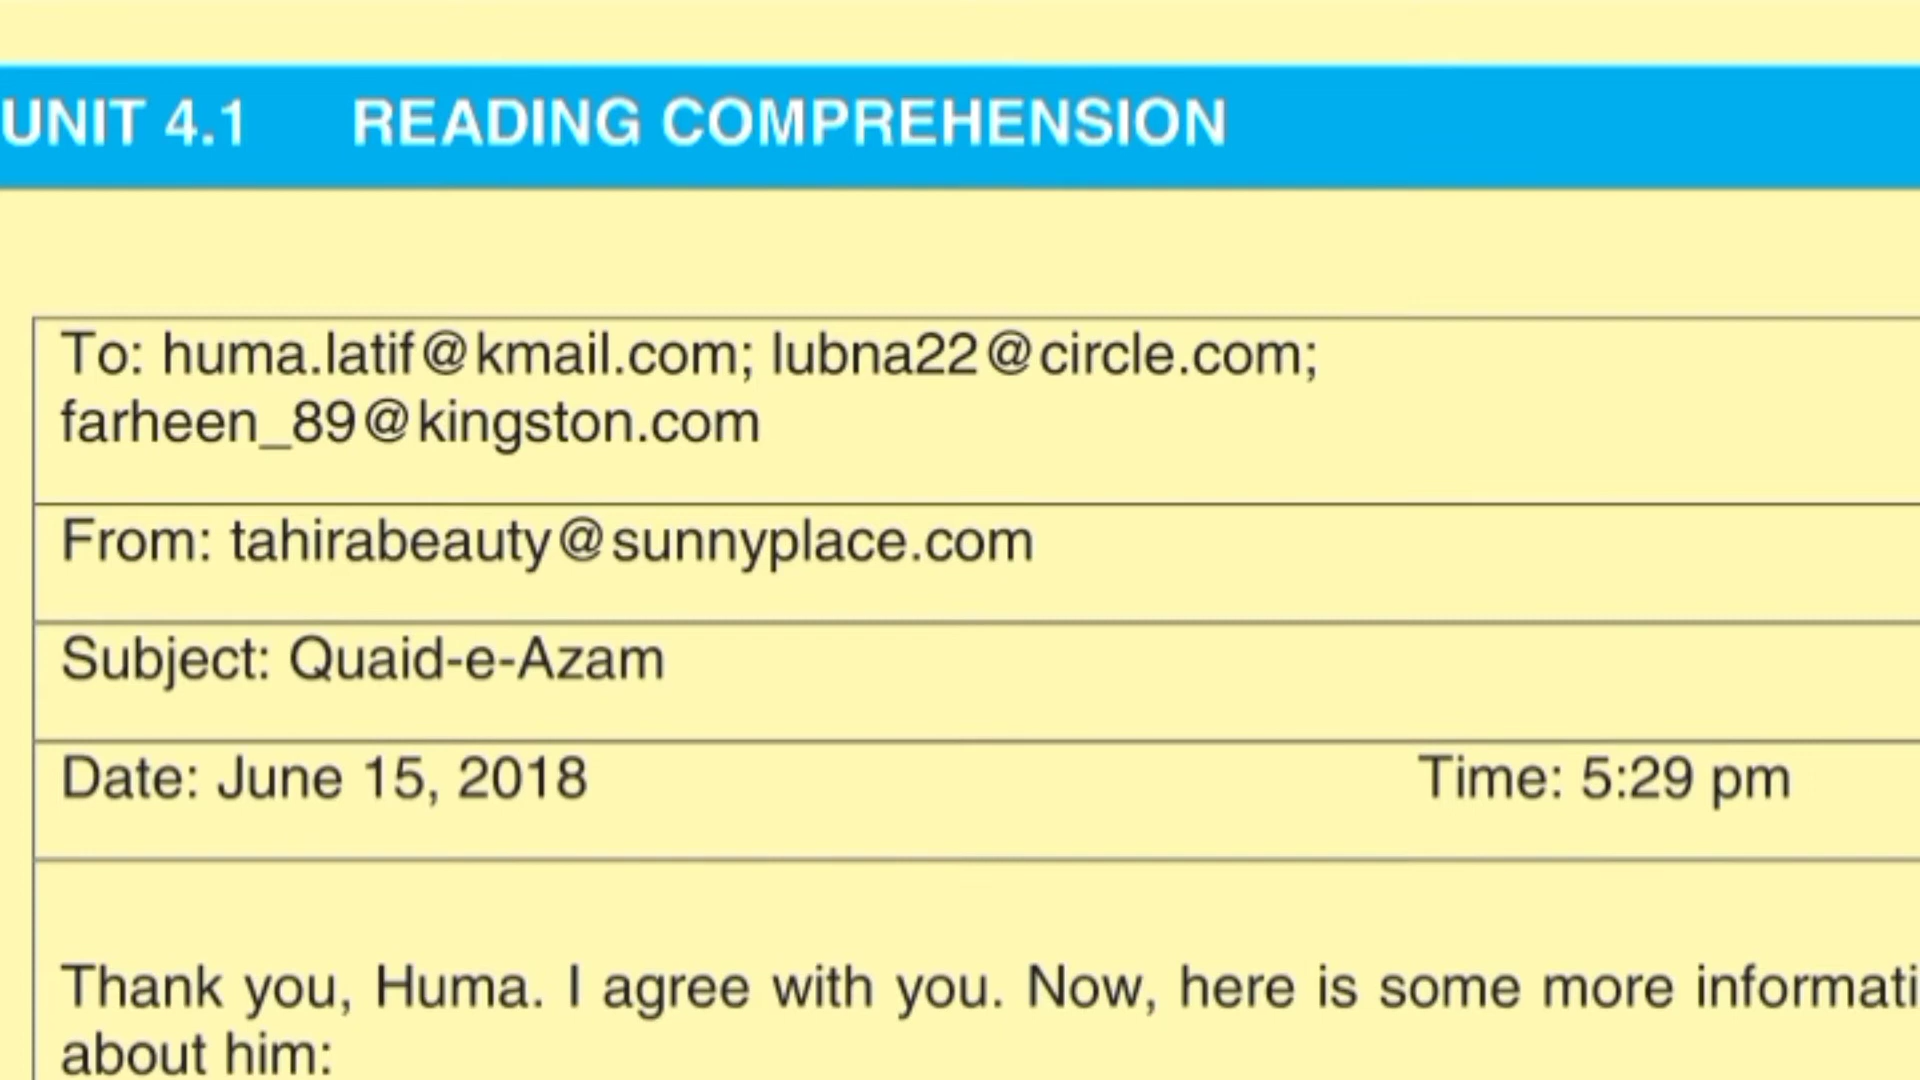 UNIT 4.1 READING COMPREHENSION
To: huma.latif@kmail.com; lubna22@circle.com;
farheen_89@kingston.com
From: tahirabeauty@sunnyplace.com
Subject: Quaid-e-Azam
Date: June 15, 2018 Time: 5:29 pm
Thank you, Huma. I agree with you. Now, here is some more informati
about him: